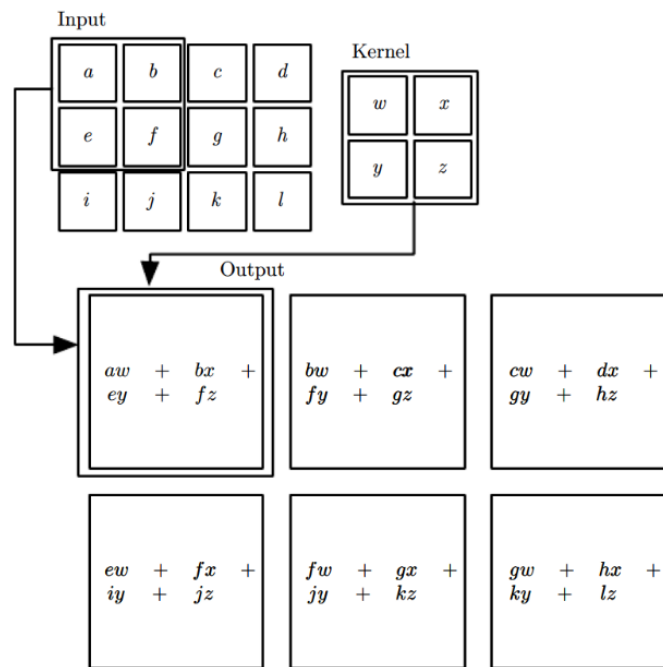 Input
a b c d
e f g h
i j k l
Kernel
w x
y z
Output
aw + bx +
ey + fz
bw + cx +
fy + gz
cw + dx +
gy + hz
ew + fx +
iy + jz
fw + gx +
jy + kz
gw + hx +
ky + lz